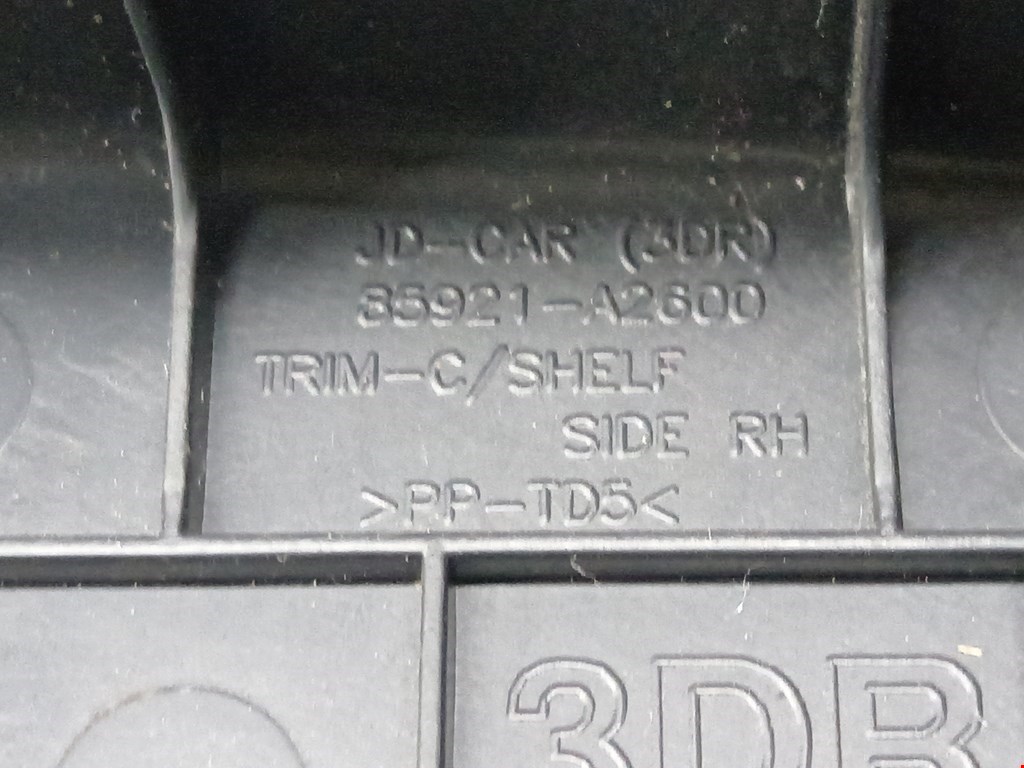 JD-CAR (3DR)
85921-A2600
TRIM-C/SHELF
SIDE RH
>PP-TD5<
3DR